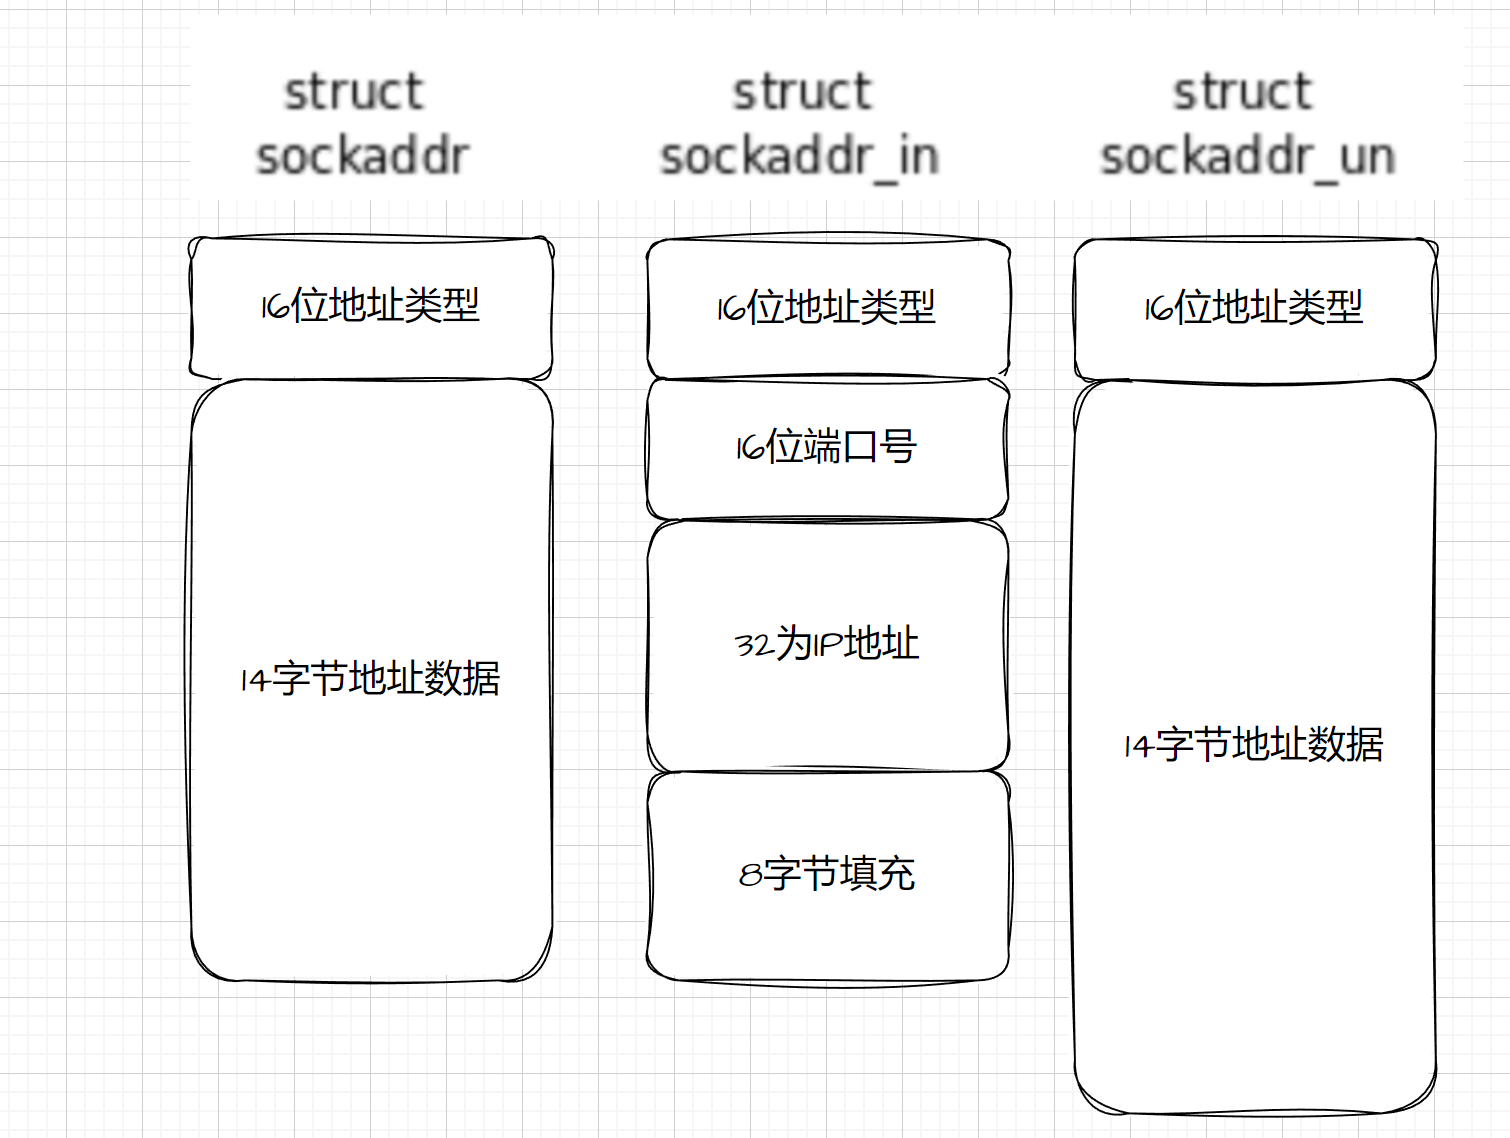 struct
sockaddr
struct
sockaddr_in
struct
sockaddr_un
16位地址类型
14字节地址数据
16位地址类型
16位端口号
32为IP地址
8字节填充
16位地址类型
14字节地址数据